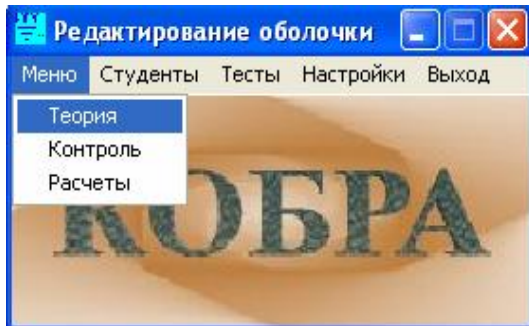 Редактирование оболочки
Меню Студенты Тесты Настройки Выход
Теория
Контроль
Расчеты
КОБРА